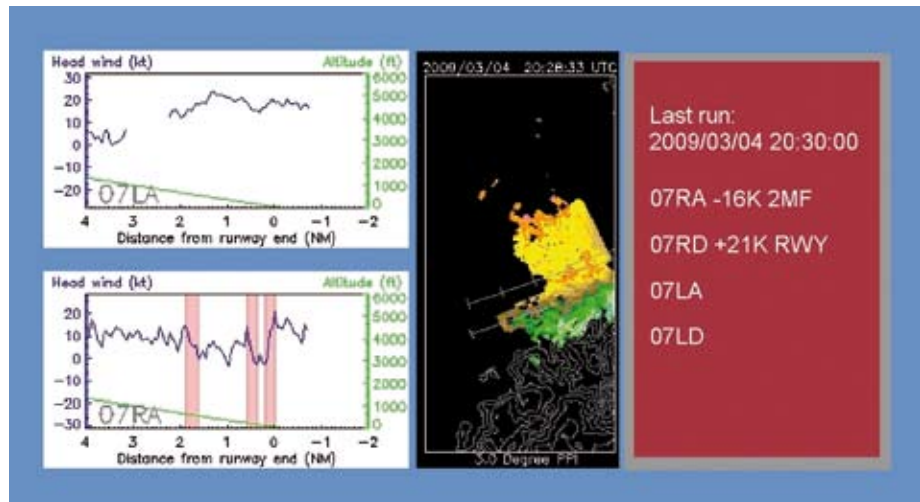 Head wind (kt) Altitude (ft)
30 6000
20 5000
10 4000
0 3000
-10 2000
-20 1000
0
07LA
4 3 2 1 0 -1 -2
Distance from runway end (NM)
Head wind (kt) Altitude (ft)
20 6000
10 5000
0 4000
-10 3000
-20 2000
-30 1000
0
07RA
4 3 2 1 0 -1 -2
Distance from runway end (NM)
2009/03/04 20:28:33 UTC
3.0 Degree PPI
Last run:
2009/03/04 20:30:00
07RA -16K 2MF
07RD +21K RWY
07LA
07LD